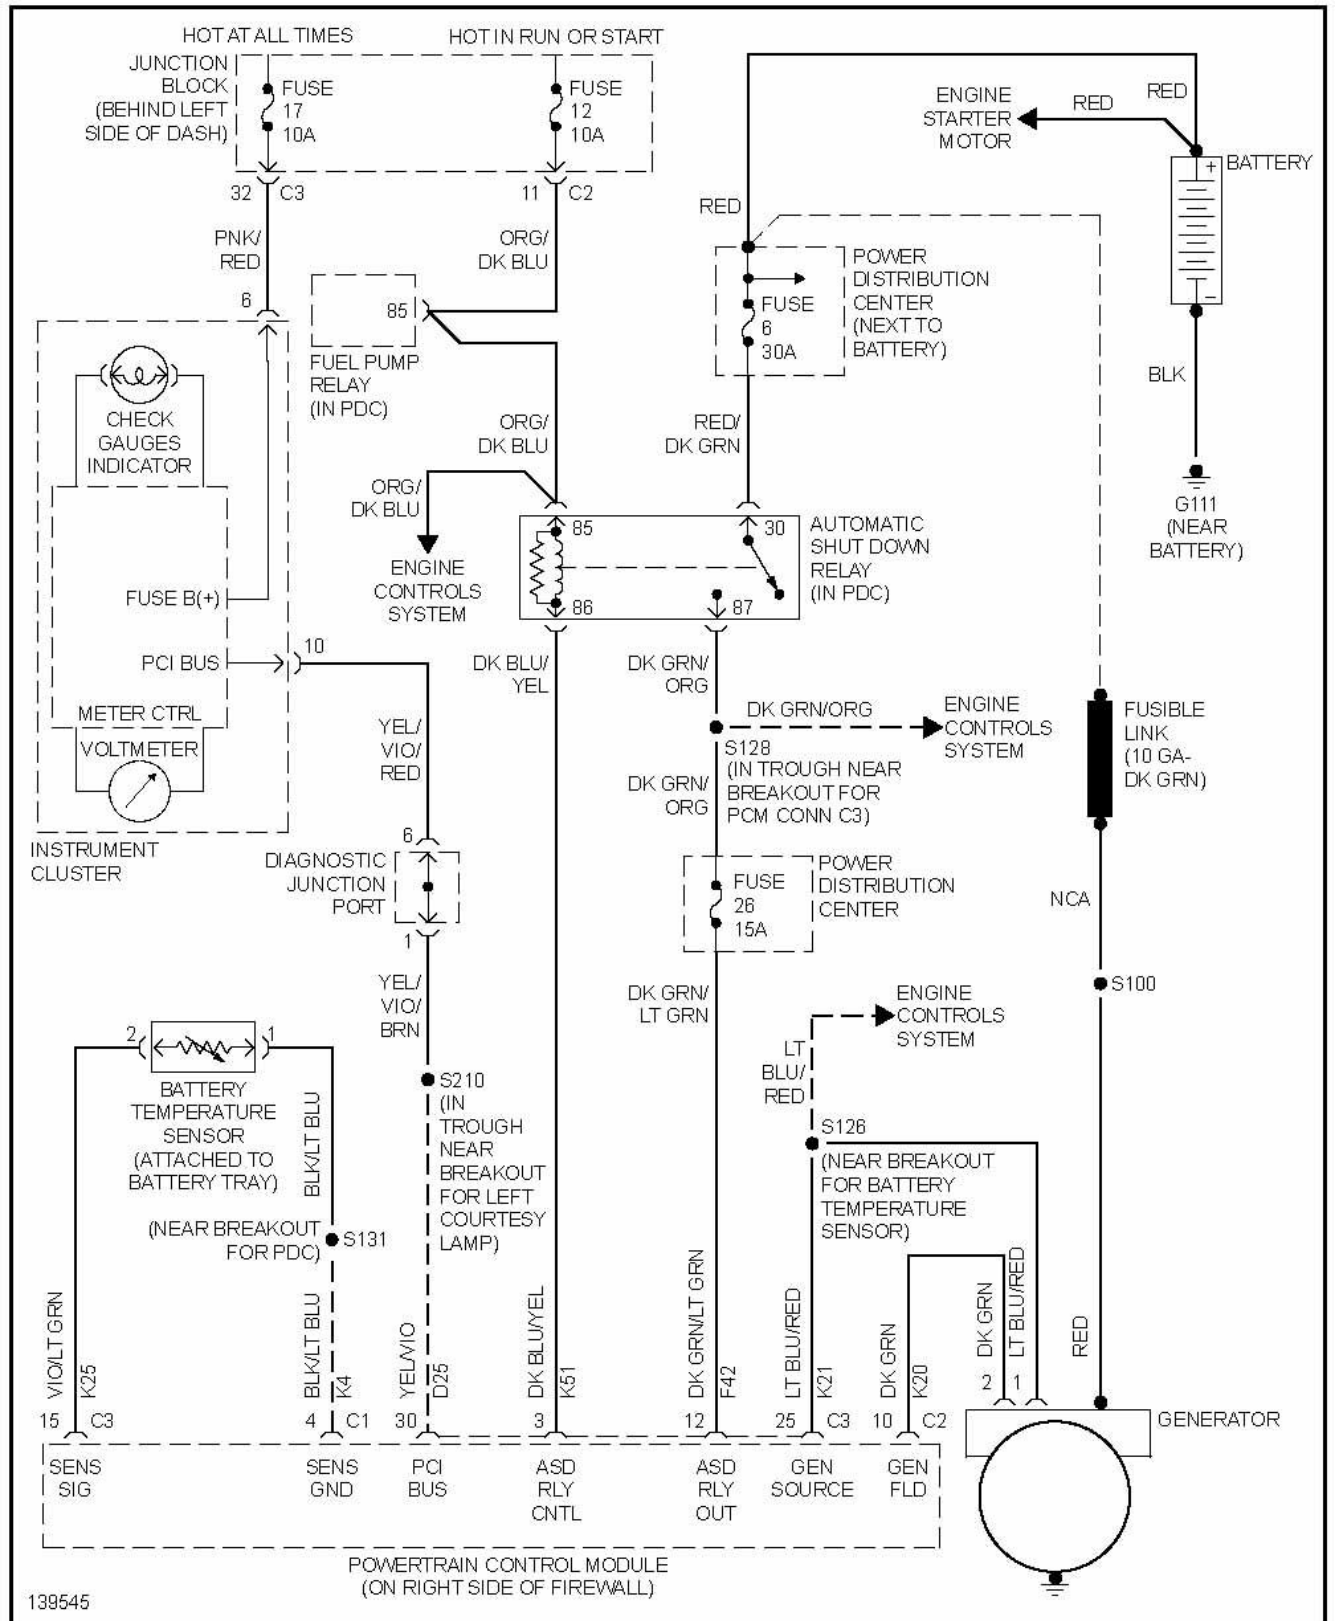 HOT AT ALL TIMES
HOT IN RUN OR START
JUNCTION
BLOCK
(BEHIND LEFT
SIDE OF DASH)
FUSE
17
10A
FUSE
12
10A
32 C3
11 C2
PNK/
RED
ORG/
DK BLU
6
85
FUEL PUMP
RELAY
(IN PDC)
ENGINE
STARTER
MOTOR
RED
RED
+
BATTERY
–
RED
POWER
DISTRIBUTION
CENTER
(NEXT TO
BATTERY)
FUSE
6
30A
BLK
G111
(NEAR
BATTERY)
CHECK
GAUGES
INDICATOR
ORG/
DK BLU
RED/
DK GRN
ORG/
DK BLU
ENGINE
CONTROLS
SYSTEM
85
30
86
87
AUTOMATIC
SHUT DOWN
RELAY
(IN PDC)
FUSE B(+)
PCI BUS
10
METER CTRL
VOLTMETER
INSTRUMENT
CLUSTER
YEL/
VIO/
RED
DK BLU/
YEL
DK GRN/
ORG
DK GRN/ORG
ENGINE
CONTROLS
SYSTEM
S128
(IN TROUGH NEAR
BREAKOUT FOR
PCM CONN C3)
DK GRN/
ORG
FUSIBLE
LINK
(10 GA-
DK GRN)
6
DIAGNOSTIC
JUNCTION
PORT
1
FUSE
26
15A
POWER
DISTRIBUTION
CENTER
NCA
S100
YEL/
VIO/
BRN
DK GRN/
LT GRN
ENGINE
CONTROLS
SYSTEM
LT
BLU/
RED
2
1
BATTERY
TEMPERATURE
SENSOR
(ATTACHED TO
BATTERY TRAY)
BLK/LT BLU
S210
(IN
TROUGH
NEAR
BREAKOUT
FOR LEFT
COURTESY
LAMP)
S126
(NEAR BREAKOUT
FOR BATTERY
TEMPERATURE
SENSOR)
(NEAR BREAKOUT
FOR PDC)
S131
VIO/LT GRN
K25
BLK/LT BLU
K4
YEL/VIO
D25
DK BLU/YEL
K51
DK GRN/LT GRN
F42
LT BLU/RED
K21
DK GRN
K20
DK GRN
LT BLU/RED
RED
2 1
15 C3
4 C1
30
3
12
25 C3
10 C2
GENERATOR
SENS
SIG
SENS
GND
PCI
BUS
ASD
RLY
CNTL
ASD
RLY
OUT
GEN
SOURCE
GEN
FLD
POWERTRAIN CONTROL MODULE
(ON RIGHT SIDE OF FIREWALL)
139545